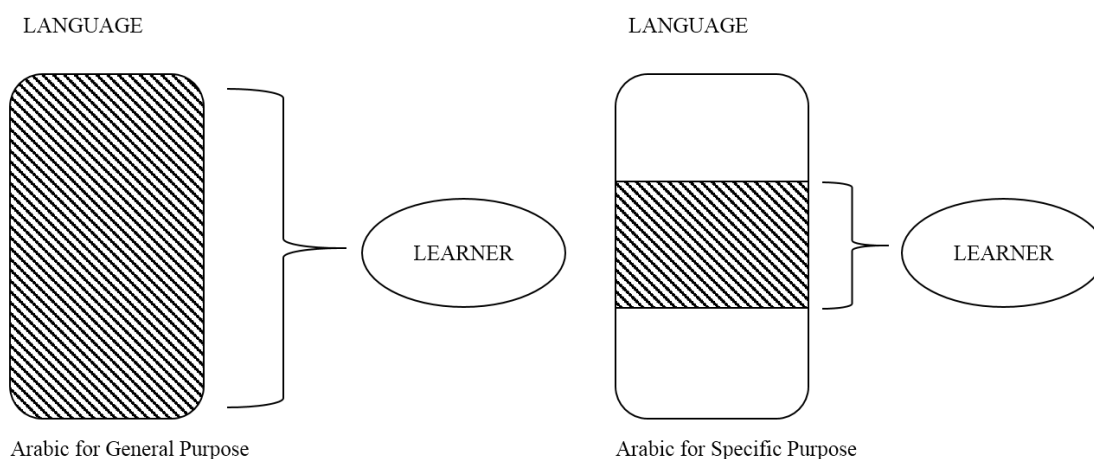 LANGUAGE
LEARNER
Arabic for General Purpose
LANGUAGE
LEARNER
Arabic for Specific Purpose